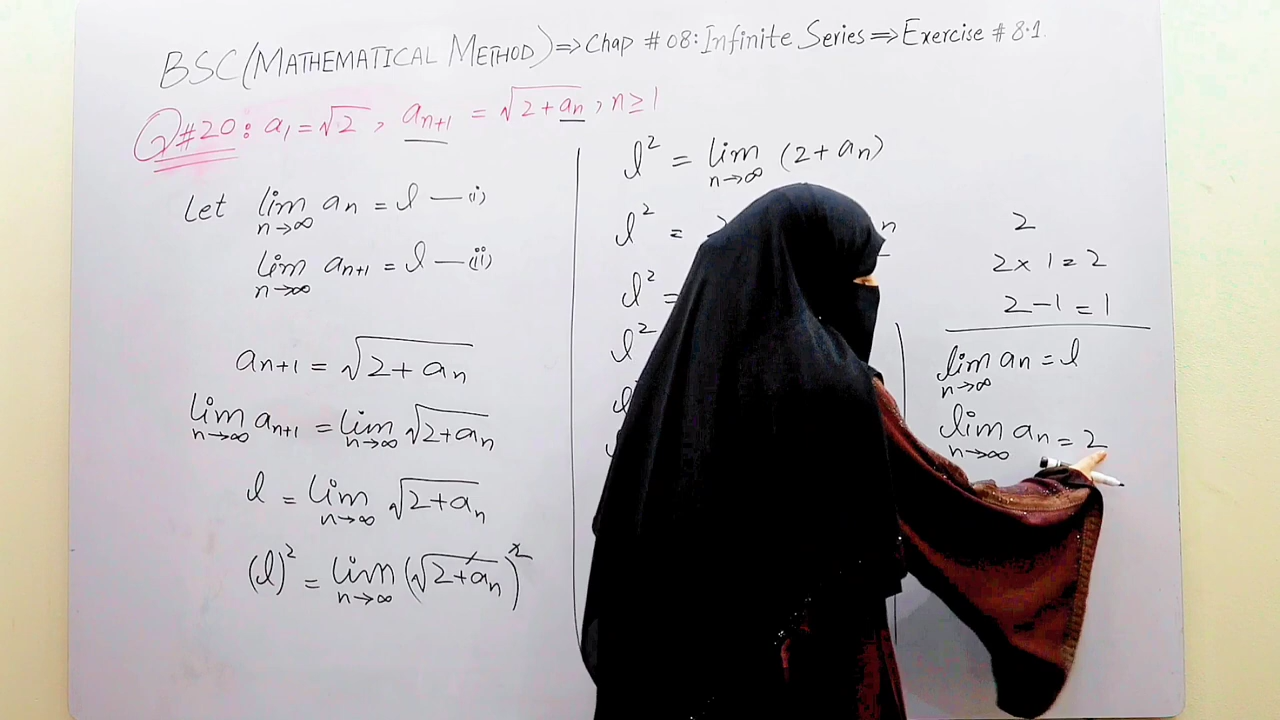 BSC (MATHEMATICAL METHOD) ⇒ Chap # 08: Infinite Series ⇒ Exercise # 8.1.
Q#20: a₁ = √2, aₙ₊₁ = √(2 + aₙ), n ≥ 1
Let lim n→∞ aₙ = l — (i)
lim n→∞ aₙ₊₁ = l — (ii)
aₙ₊₁ = √(2 + aₙ)
lim n→∞ aₙ₊₁ = lim n→∞ √(2+aₙ)
l = lim n→∞ √(2+aₙ)
(l)² = lim n→∞ (√(2+aₙ))²
l² = lim n→∞ (2 + aₙ)
l² =
l² =
l²
2
2 × 1 = 2
2 – 1 = 1
lim n→∞ aₙ = l
lim n→∞ aₙ = 2